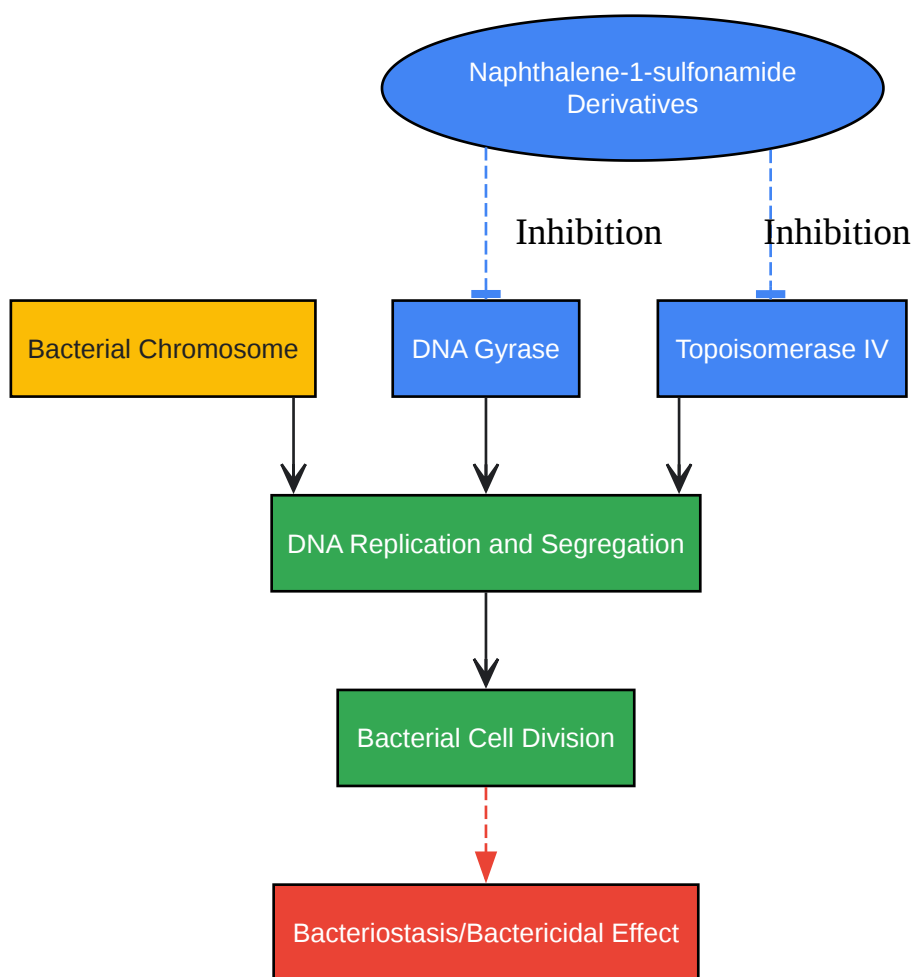 Naphthalene-1-sulfonamide
Derivatives
Inhibition
Inhibition
Bacterial Chromosome
DNA Gyrase
Topoisomerase IV
DNA Replication and Segregation
Bacterial Cell Division
Bacteriostasis/Bactericidal Effect